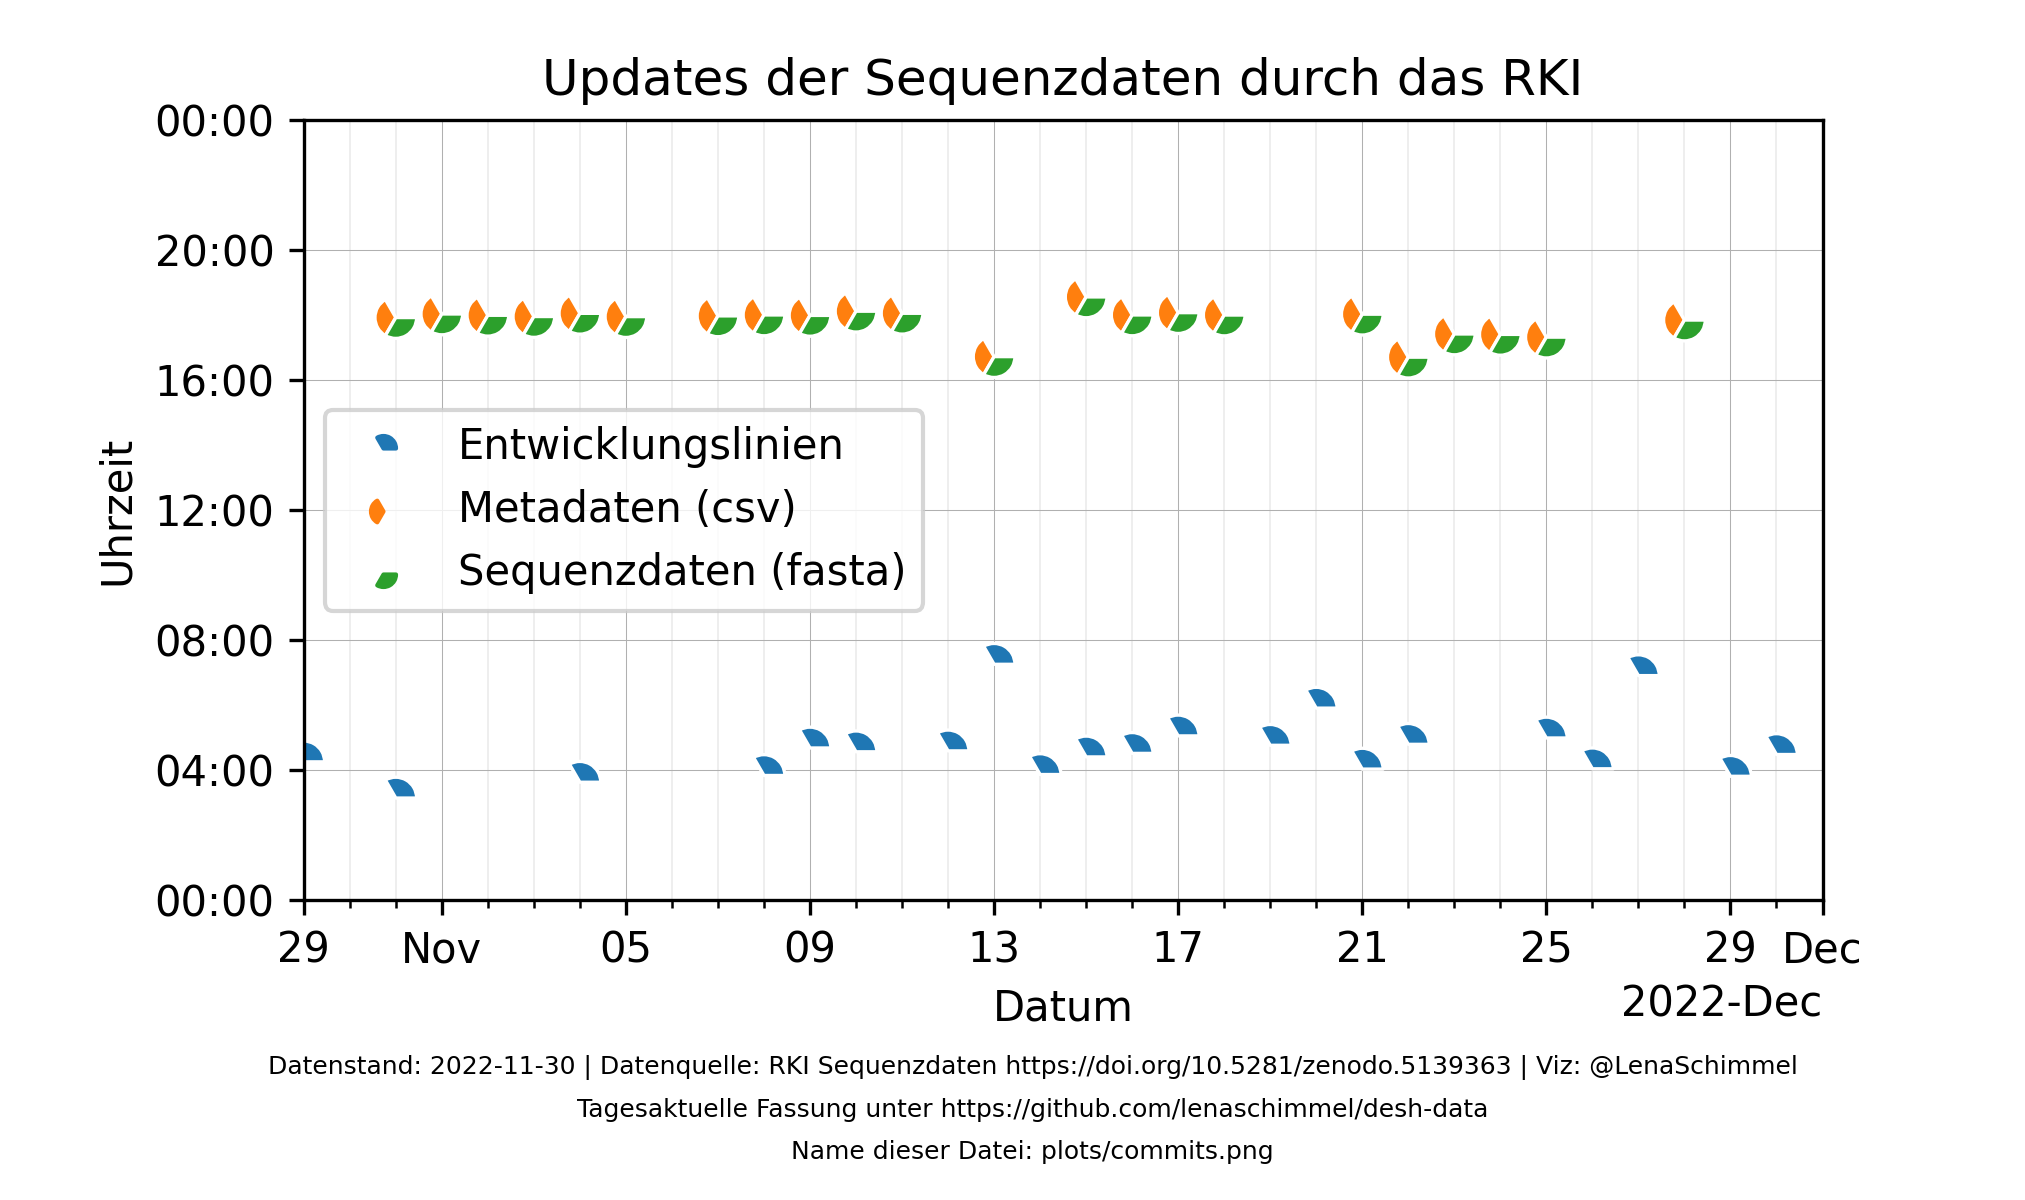 Updates der Sequenzdaten durch das RKI
00:00
20:00
16:00
12:00
08:00
04:00
00:00
Uhrzeit
Entwicklungslinien
Metadaten (csv)
Sequenzdaten (fasta)
29 Nov 05 09 13 17 21 25 29 Dec
Datum
2022-Dec
Datenstand: 2022-11-30 | Datenquelle: RKI Sequenzdaten https://doi.org/10.5281/zenodo.5139363 | Viz: @LenaSchimmel
Tagesaktuelle Fassung unter https://github.com/lenaschimmel/desh-data
Name dieser Datei: plots/commits.png